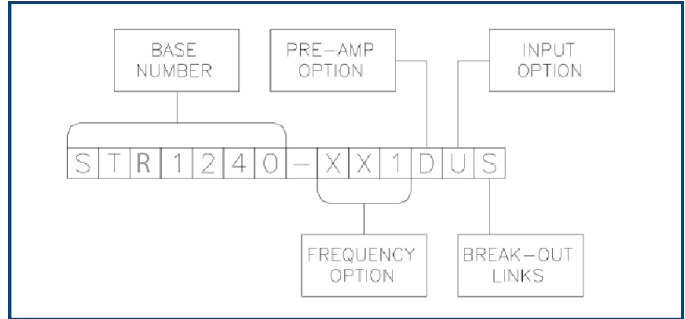 BASE
NUMBER
PRE-AMP
OPTION
INPUT
OPTION
STR1240-XX1DUS
FREQUENCY
OPTION
BREAK-OUT
LINKS